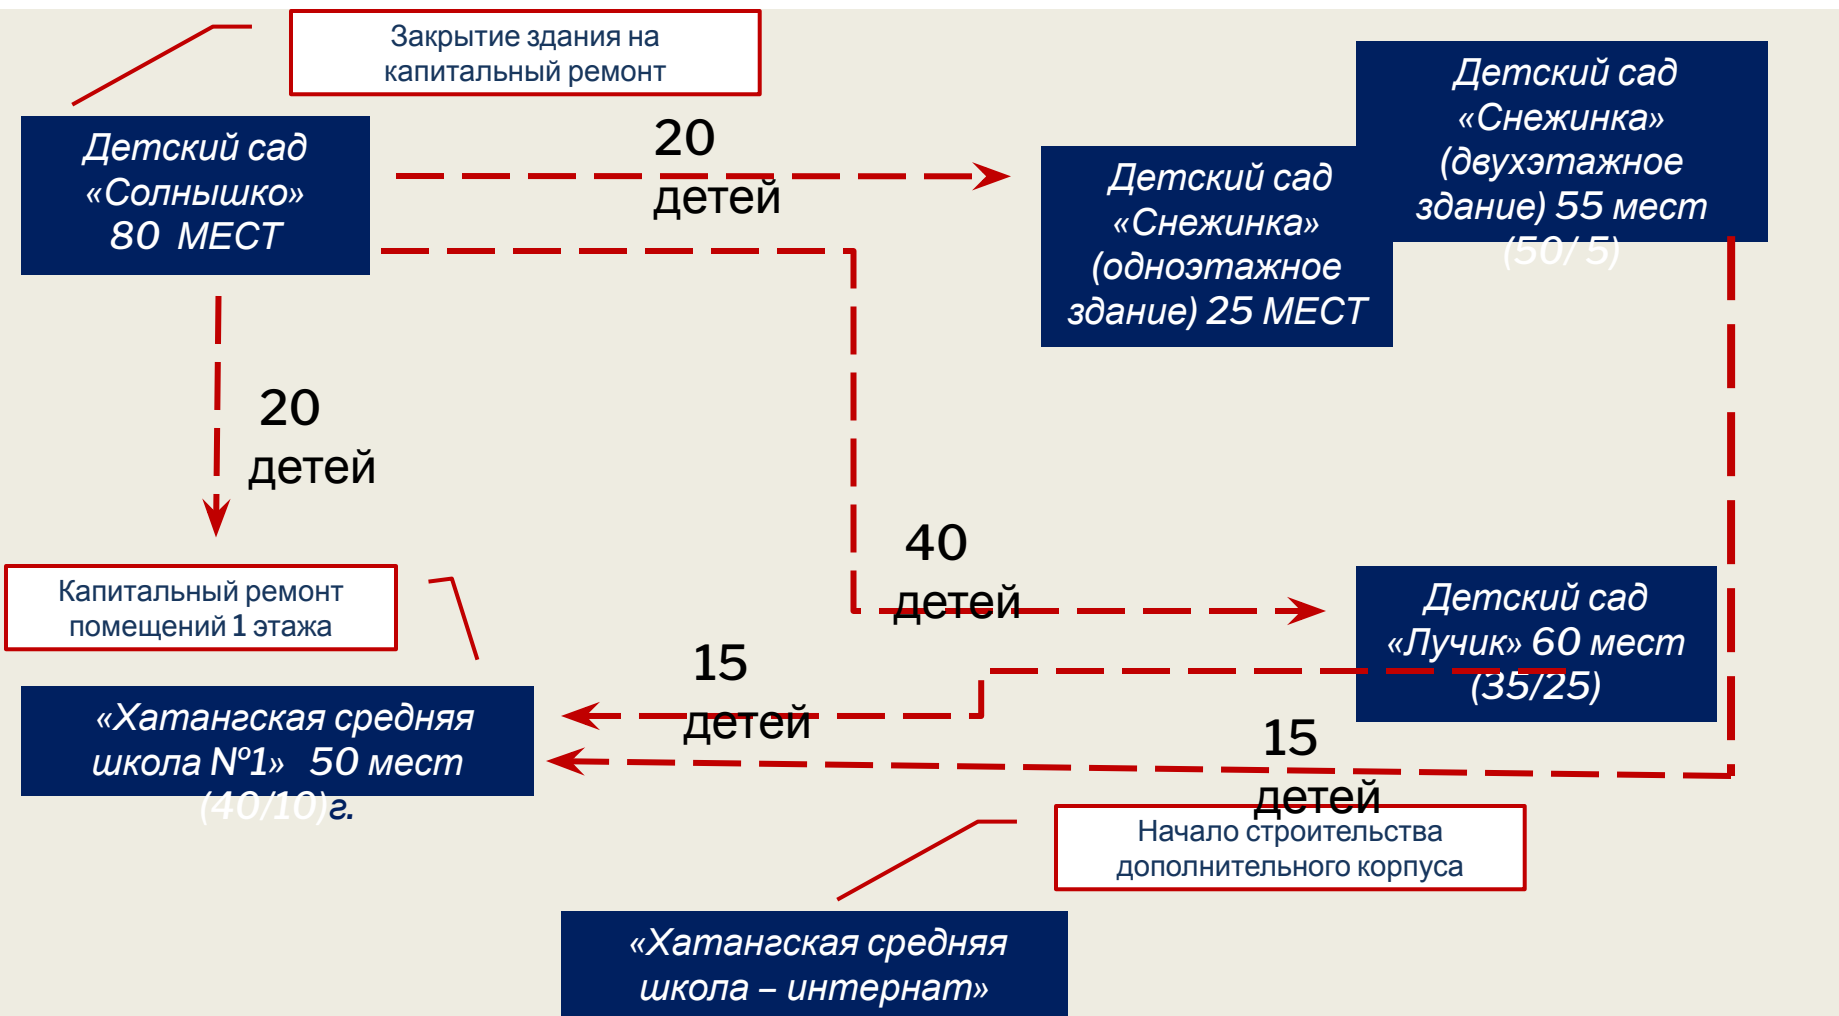 Закрытие здания на
капитальный ремонт
Детский сад
«Солнышко»
80 МЕСТ
20
детей
Детский сад
«Снежинка»
(одноэтажное
здание) 25 МЕСТ
Детский сад
«Снежинка»
(двухэтажное
здание) 55 мест
(50/ 5)
20
детей
40
детей
Капитальный ремонт
помещений 1 этажа
Детский сад
«Лучик» 60 мест
(35/25)
15
детей
«Хатангская средняя
школа №1» 50 мест
(40/10)г.
15
детей
Начало строительства
дополнительного корпуса
«Хатангская средняя
школа – интернат»